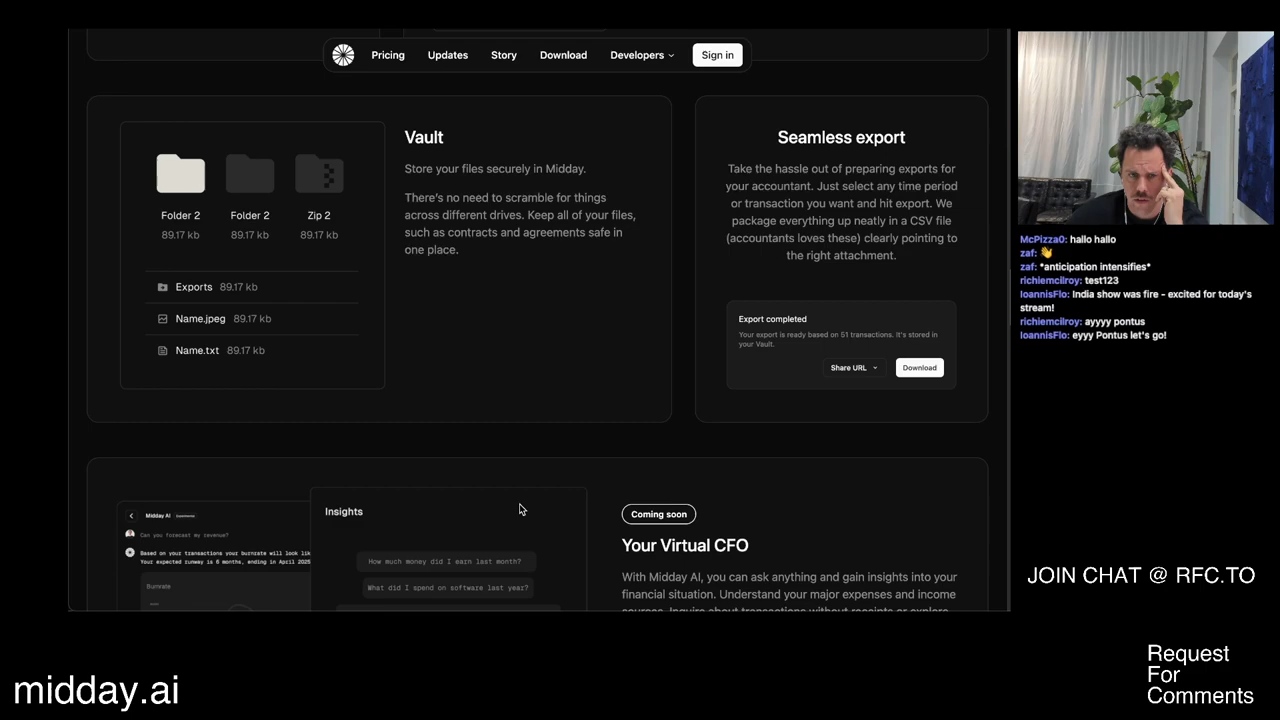 Pricing
Updates
Story
Download
Developers
Sign in
Folder 2
89.17 kb
Folder 2
89.17 kb
Zip 2
89.17 kb
Exports 89.17 kb
Name.jpeg 89.17 kb
Name.txt 89.17 kb
Vault
Store your files securely in Midday.
There's no need to scramble for things
across different drives. Keep all of your files,
such as contracts and agreements safe in
one place.
Seamless export
Take the hassle out of preparing exports for
your accountant. Just select any time period
or transaction you want and hit export. We
package everything up neatly in a CSV file
(accountants loves these) clearly pointing to
the right attachment.
Export completed
Your export is ready based on 51 transactions. It's stored in
your Vault.
Share URL
Download
Midday AI
Can you forecast my revenue?
Based on your transactions your burnrate will look lik
Your expected runway is 6 months, ending in April 2025
Burnrate
Insights
How much money did I earn last month?
What did I spend on software last year?
Coming soon
Your Virtual CFO
With Midday AI, you can ask anything and gain insights into your
financial situation. Understand your major expenses and income
sources. Inquire about transactions without receipts or explore
McPizza0: hallo hallo
zaf: 👋
zaf: *anticipation intensifies*
richiemcilroy: test123
IoannisFlo: India show was fire - excited for today's
stream!
richiemcilroy: ayyyy pontus
IoannisFlo: eyyy Pontus let's go!
JOIN CHAT @ RFC.TO
midday.ai
Request
For
Comments